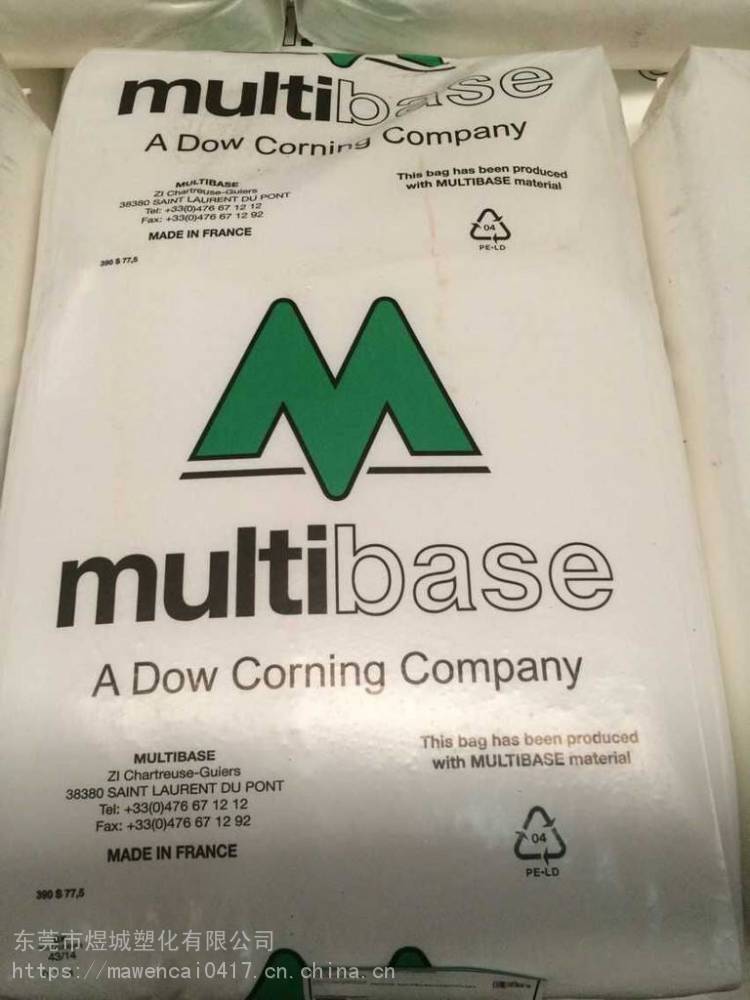 multibase
A Dow Corning Company
MULTIBASE
ZI Chartreuse-Guiers
38380 SAINT LAURENT DU PONT
Tel: +33(0)476 67 12 12
Fax: +33(0)476 67 12 92
MADE IN FRANCE
390 S 77,5
This bag has been produced
with MULTIBASE material
04
PE-LD
multibase
A Dow Corning Company
MULTIBASE
ZI Chartreuse-Guiers
38380 SAINT LAURENT DU PONT
Tel: +33(0)476 67 12 12
Fax: +33(0)476 67 12 92
MADE IN FRANCE
390 S 77,5
This bag has been produced
with MULTIBASE material
04
PE-LD
43/14
东莞市煜城塑化有限公司
https://mawencai0417.cn.china.cn